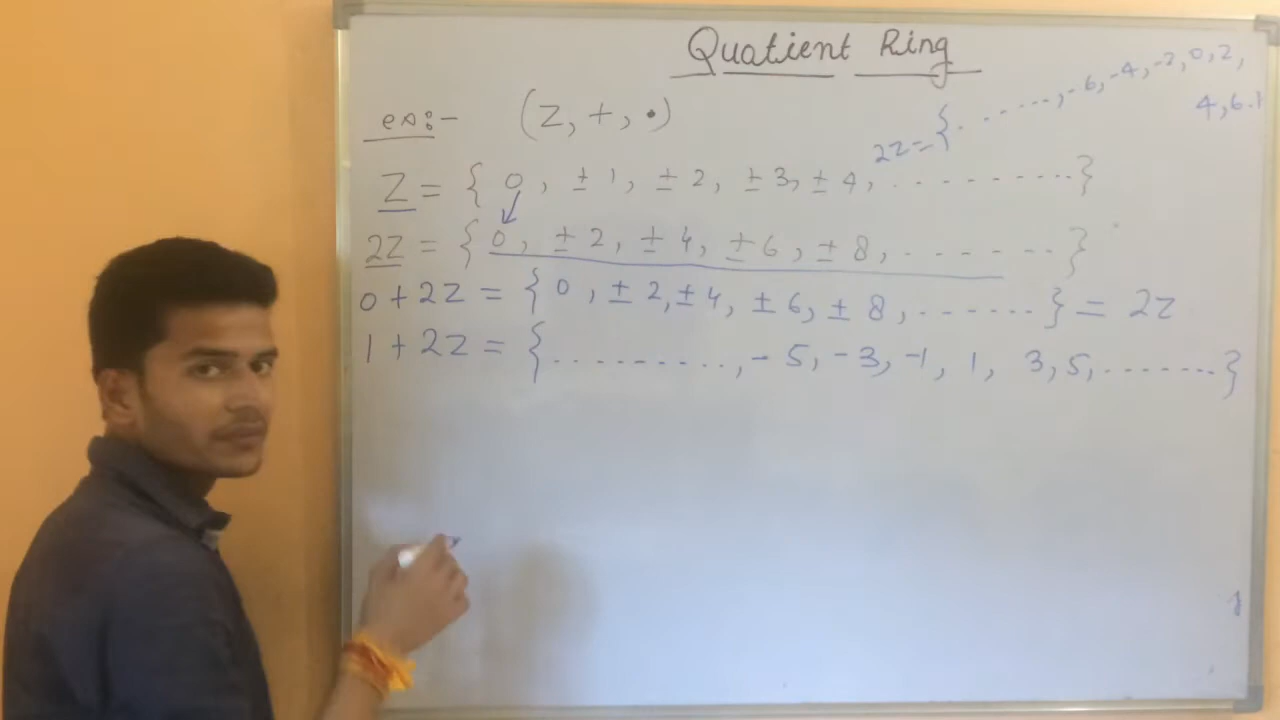 Quatient Ring
ex:- (Z, +, •)
2Z = {. ......, -6, -4, -2, 0, 2,
4, 6..}
Z = { 0, ± 1, ± 2, ± 3, ± 4, ..........}
2Z = { 0, ± 2, ± 4, ± 6, ± 8, ........ }
0 + 2Z = { 0, ± 2, ± 4, ± 6, ± 8, ....... } = 2Z
1 + 2Z = { .........., - 5, - 3, -1, 1, 3, 5, ....... }